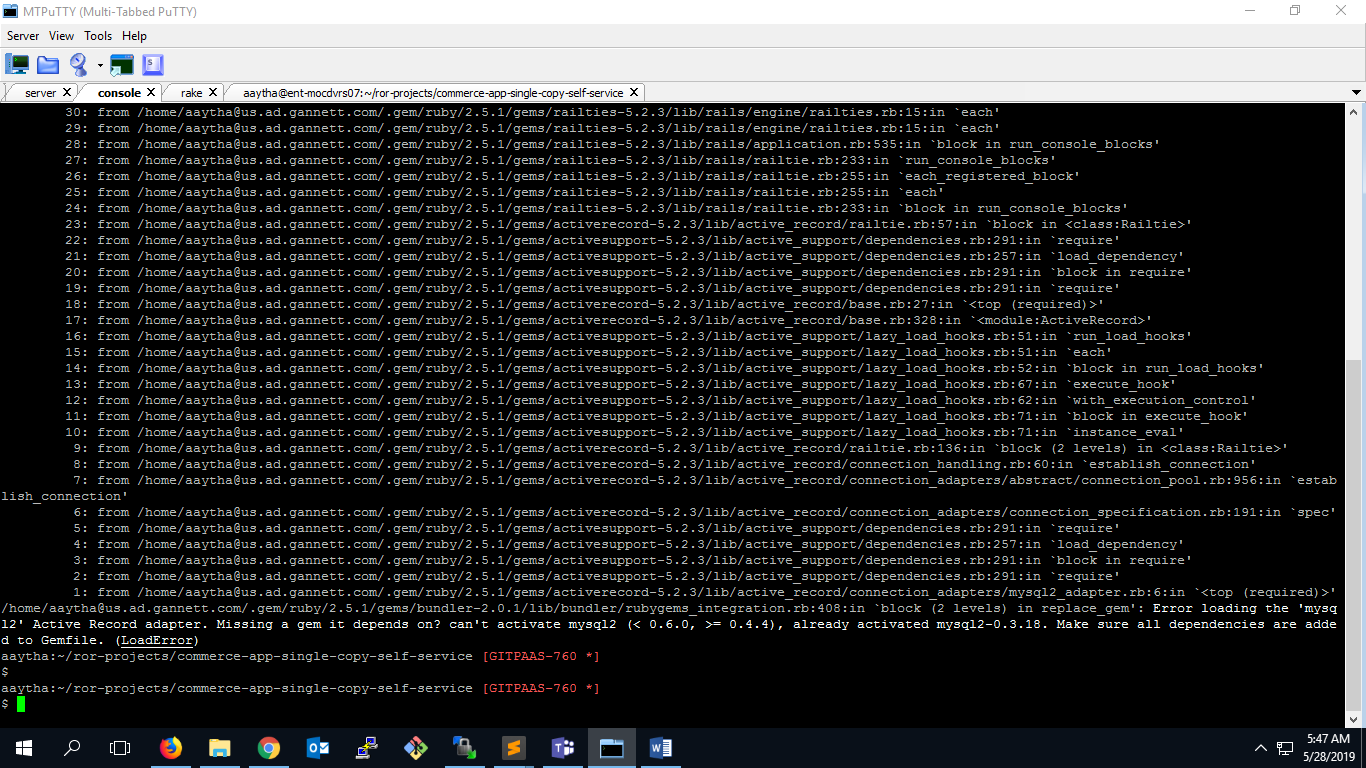 MTPuTTY (Multi-Tabbed PuTTY)
Server View Tools Help
server console rake aaytha@ent-mocdvrs07:~/ror-projects/commerce-app-single-copy-self-service
30: from /home/aaytha@us.ad.gannett.com/.gem/ruby/2.5.1/gems/railties-5.2.3/lib/rails/engine/railties.rb:15:in `each'
29: from /home/aaytha@us.ad.gannett.com/.gem/ruby/2.5.1/gems/railties-5.2.3/lib/rails/engine/railties.rb:15:in `each'
28: from /home/aaytha@us.ad.gannett.com/.gem/ruby/2.5.1/gems/railties-5.2.3/lib/rails/application.rb:535:in `block in run_console_blocks'
27: from /home/aaytha@us.ad.gannett.com/.gem/ruby/2.5.1/gems/railties-5.2.3/lib/rails/railtie.rb:233:in `run_console_blocks'
26: from /home/aaytha@us.ad.gannett.com/.gem/ruby/2.5.1/gems/railties-5.2.3/lib/rails/railtie.rb:255:in `each_registered_block'
25: from /home/aaytha@us.ad.gannett.com/.gem/ruby/2.5.1/gems/railties-5.2.3/lib/rails/railtie.rb:255:in `each'
24: from /home/aaytha@us.ad.gannett.com/.gem/ruby/2.5.1/gems/railties-5.2.3/lib/rails/railtie.rb:233:in `block in run_console_blocks'
23: from /home/aaytha@us.ad.gannett.com/.gem/ruby/2.5.1/gems/activerecord-5.2.3/lib/active_record/railtie.rb:57:in `block in <class:Railtie>'
22: from /home/aaytha@us.ad.gannett.com/.gem/ruby/2.5.1/gems/activesupport-5.2.3/lib/active_support/dependencies.rb:291:in `require'
21: from /home/aaytha@us.ad.gannett.com/.gem/ruby/2.5.1/gems/activesupport-5.2.3/lib/active_support/dependencies.rb:257:in `load_dependency'
20: from /home/aaytha@us.ad.gannett.com/.gem/ruby/2.5.1/gems/activesupport-5.2.3/lib/active_support/dependencies.rb:291:in `block in require'
19: from /home/aaytha@us.ad.gannett.com/.gem/ruby/2.5.1/gems/activesupport-5.2.3/lib/active_support/dependencies.rb:291:in `require'
18: from /home/aaytha@us.ad.gannett.com/.gem/ruby/2.5.1/gems/activerecord-5.2.3/lib/active_record/base.rb:27:in `<top (required)>'
17: from /home/aaytha@us.ad.gannett.com/.gem/ruby/2.5.1/gems/activerecord-5.2.3/lib/active_record/base.rb:328:in `<module:ActiveRecord>'
16: from /home/aaytha@us.ad.gannett.com/.gem/ruby/2.5.1/gems/activesupport-5.2.3/lib/active_support/lazy_load_hooks.rb:51:in `run_load_hooks'
15: from /home/aaytha@us.ad.gannett.com/.gem/ruby/2.5.1/gems/activesupport-5.2.3/lib/active_support/lazy_load_hooks.rb:51:in `each'
14: from /home/aaytha@us.ad.gannett.com/.gem/ruby/2.5.1/gems/activesupport-5.2.3/lib/active_support/lazy_load_hooks.rb:52:in `block in run_load_hooks'
13: from /home/aaytha@us.ad.gannett.com/.gem/ruby/2.5.1/gems/activesupport-5.2.3/lib/active_support/lazy_load_hooks.rb:67:in `execute_hook'
12: from /home/aaytha@us.ad.gannett.com/.gem/ruby/2.5.1/gems/activesupport-5.2.3/lib/active_support/lazy_load_hooks.rb:62:in `with_execution_control'
11: from /home/aaytha@us.ad.gannett.com/.gem/ruby/2.5.1/gems/activesupport-5.2.3/lib/active_support/lazy_load_hooks.rb:71:in `block in execute_hook'
10: from /home/aaytha@us.ad.gannett.com/.gem/ruby/2.5.1/gems/activesupport-5.2.3/lib/active_support/lazy_load_hooks.rb:71:in `instance_eval'
9: from /home/aaytha@us.ad.gannett.com/.gem/ruby/2.5.1/gems/activerecord-5.2.3/lib/active_record/railtie.rb:136:in `block (2 levels) in <class:Railtie>'
8: from /home/aaytha@us.ad.gannett.com/.gem/ruby/2.5.1/gems/activerecord-5.2.3/lib/active_record/connection_handling.rb:60:in `establish_connection'
7: from /home/aaytha@us.ad.gannett.com/.gem/ruby/2.5.1/gems/activerecord-5.2.3/lib/active_record/connection_adapters/abstract/connection_pool.rb:956:in `estab
lish_connection'
6: from /home/aaytha@us.ad.gannett.com/.gem/ruby/2.5.1/gems/activerecord-5.2.3/lib/active_record/connection_adapters/connection_specification.rb:191:in `spec'
5: from /home/aaytha@us.ad.gannett.com/.gem/ruby/2.5.1/gems/activesupport-5.2.3/lib/active_support/dependencies.rb:291:in `require'
4: from /home/aaytha@us.ad.gannett.com/.gem/ruby/2.5.1/gems/activesupport-5.2.3/lib/active_support/dependencies.rb:257:in `load_dependency'
3: from /home/aaytha@us.ad.gannett.com/.gem/ruby/2.5.1/gems/activesupport-5.2.3/lib/active_support/dependencies.rb:291:in `block in require'
2: from /home/aaytha@us.ad.gannett.com/.gem/ruby/2.5.1/gems/activesupport-5.2.3/lib/active_support/dependencies.rb:291:in `require'
1: from /home/aaytha@us.ad.gannett.com/.gem/ruby/2.5.1/gems/activerecord-5.2.3/lib/active_record/connection_adapters/mysql2_adapter.rb:6:in `<top (required)>'
/home/aaytha@us.ad.gannett.com/.gem/ruby/2.5.1/gems/bundler-2.0.1/lib/bundler/rubygems_integration.rb:408:in `block (2 levels) in replace_gem': Error loading the 'mysq
l2' Active Record adapter. Missing a gem it depends on? can't activate mysql2 (< 0.6.0, >= 0.4.4), already activated mysql2-0.3.18. Make sure all dependencies are adde
d to Gemfile. (LoadError)
aaytha:~/ror-projects/commerce-app-single-copy-self-service [GITPAAS-760 *]
$
aaytha:~/ror-projects/commerce-app-single-copy-self-service [GITPAAS-760 *]
$
5:47 AM
5/28/2019